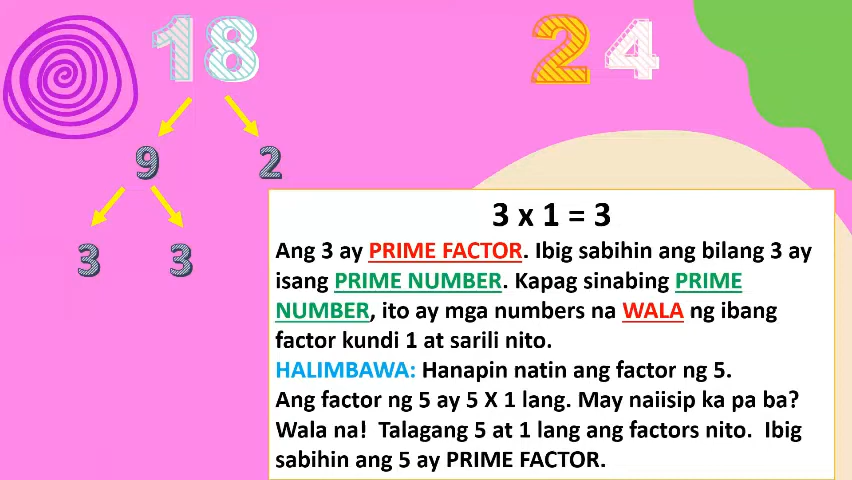 18 24
9 2
3 3
3 x 1 = 3
Ang 3 ay PRIME FACTOR. Ibig sabihin ang bilang 3 ay
isang PRIME NUMBER. Kapag sinabing PRIME
NUMBER, ito ay mga numbers na WALA ng ibang
factor kundi 1 at sarili nito.
HALIMBAWA: Hanapin natin ang factor ng 5.
Ang factor ng 5 ay 5 X 1 lang. May naiisip ka pa ba?
Wala na! Talagang 5 at 1 lang ang factors nito. Ibig
sabihin ang 5 ay PRIME FACTOR.